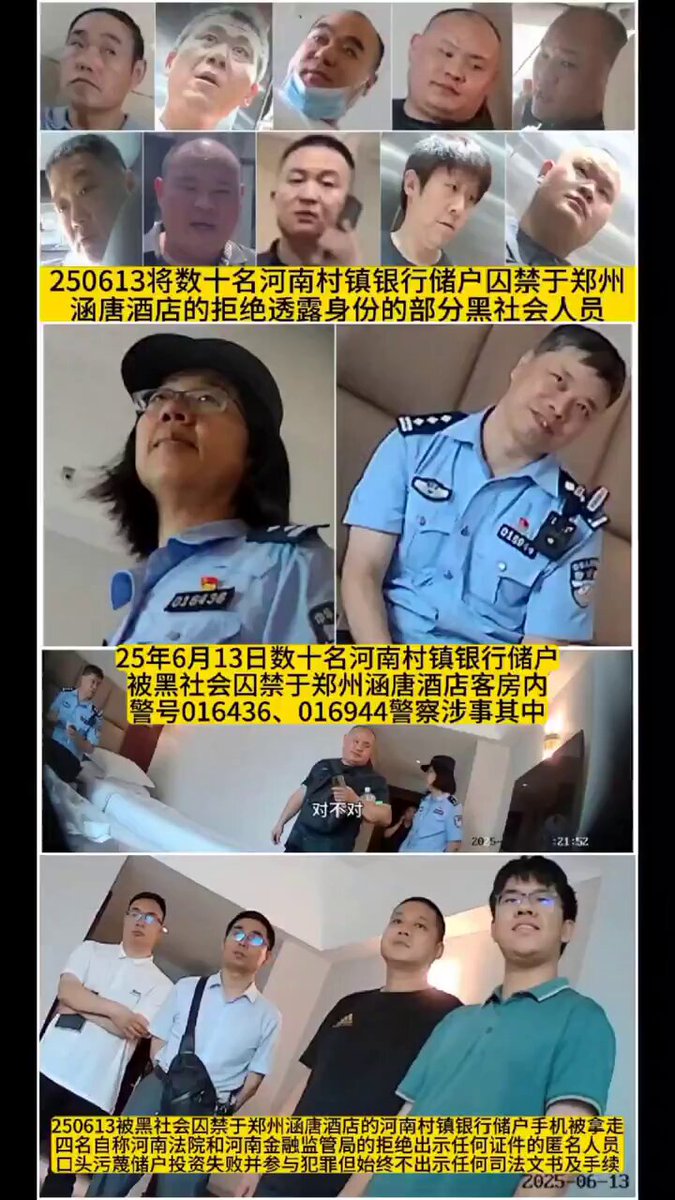 250613将数十名河南村镇银行储户囚禁于郑州
涵唐酒店的拒绝透露身份的部分黑社会人员
016436
016944
25年6月13日数十名河南村镇银行储户
被黑社会囚禁于郑州涵唐酒店客房内
警号016436、016944警察涉事其中
对不对
:21:52
250613被黑社会囚禁于郑州涵唐酒店的河南村镇银行储户手机被拿走
四名自称河南法院和河南金融监管局的拒绝出示任何证件的匿名人员
口头污蔑储户投资失败并参与犯罪但始终不出示任何司法文书及手续
2025-06-13